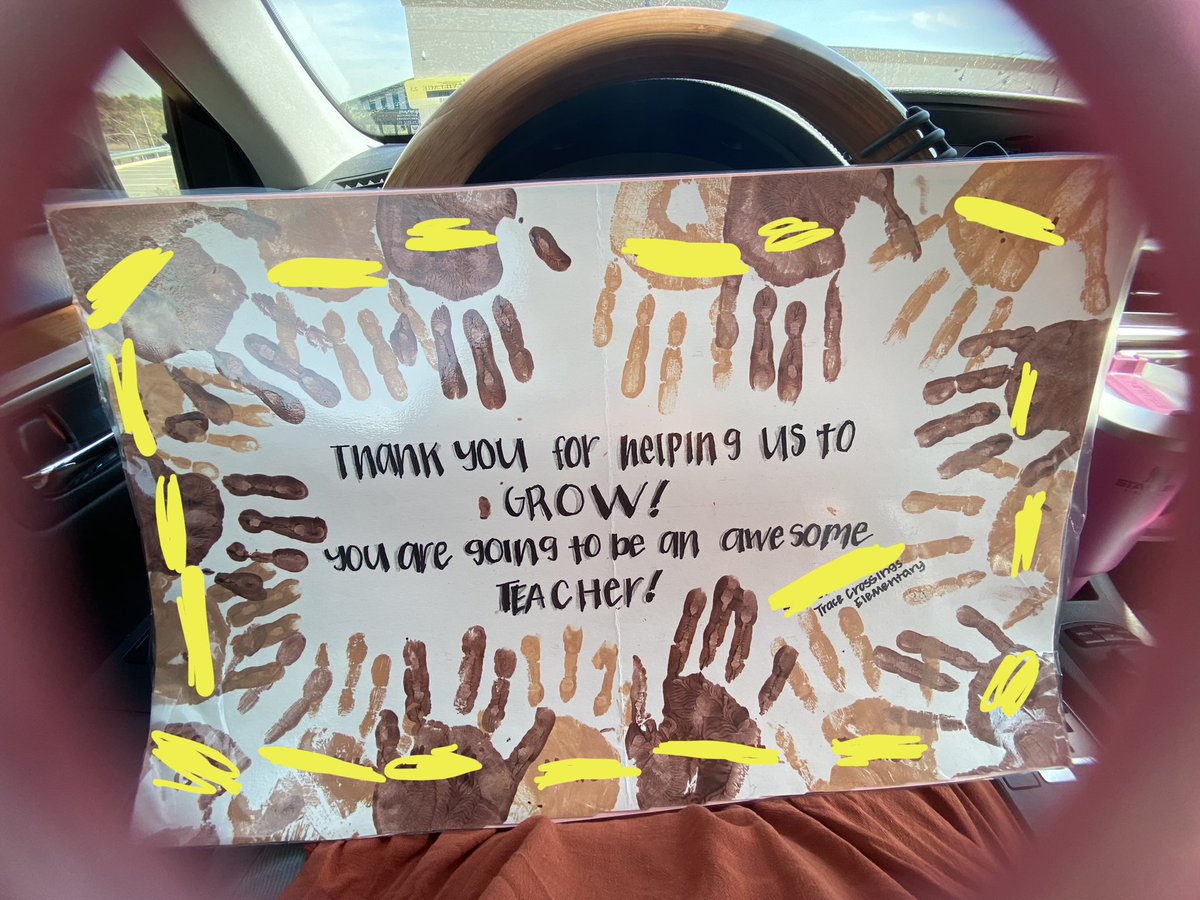 THANK YOU for HELPING US TO
GROW!
YOU ARE going to be an awesome
TEACHER!
Trace Crossings
Elementary